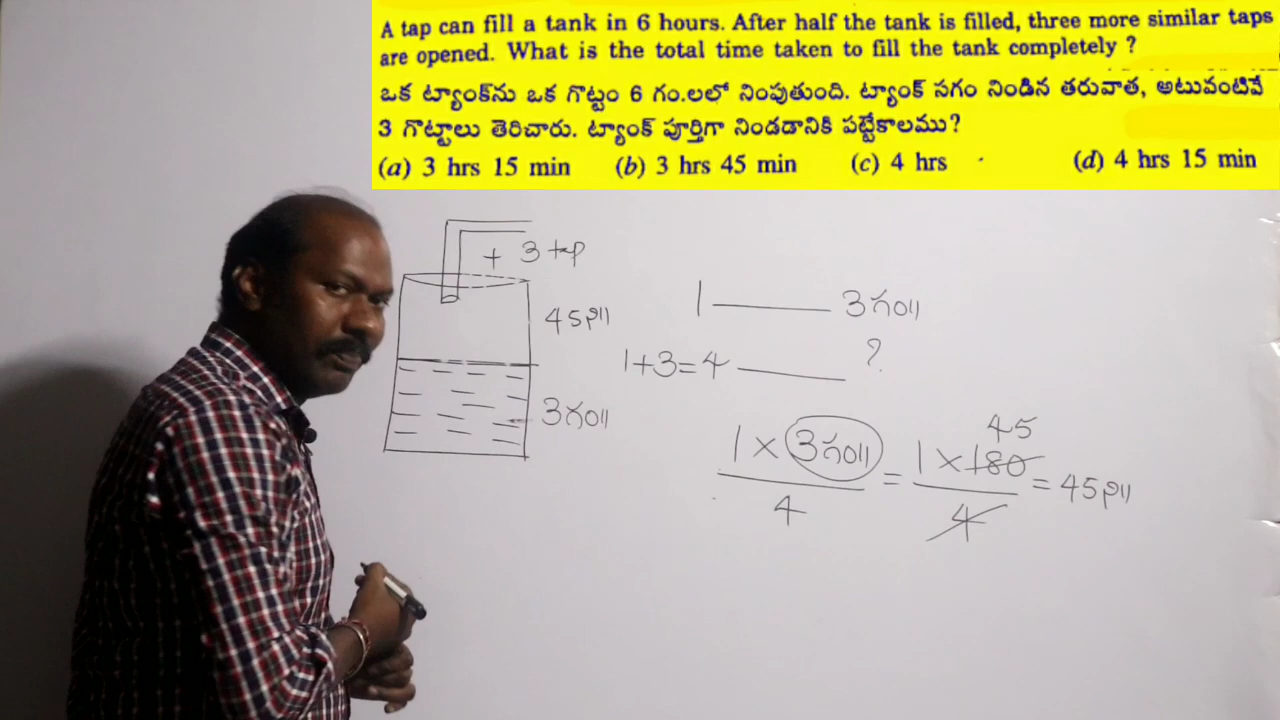 A tap can fill a tank in 6 hours. After half the tank is filled, three more similar taps
are opened. What is the total time taken to fill the tank completely ?
ఒక ట్యాంక్‌ను ఒక గొట్టం 6 గం.లలో నింపుతుంది. ట్యాంక్ సగం నిండిన తరువాత, అటువంటివే
3 గొట్టాలు తెరిచారు. ట్యాంక్ పూర్తిగా నిండడానికి పట్టేకాలము?
(a) 3 hrs 15 min (b) 3 hrs 45 min (c) 4 hrs (d) 4 hrs 15 min
+ 3 tap
45ని॥
3గం॥
1 — 3గం॥
1+3=4 — ?
1 × 3గం॥ / 4 = 1 × 180 / 4 = 45ని॥
45